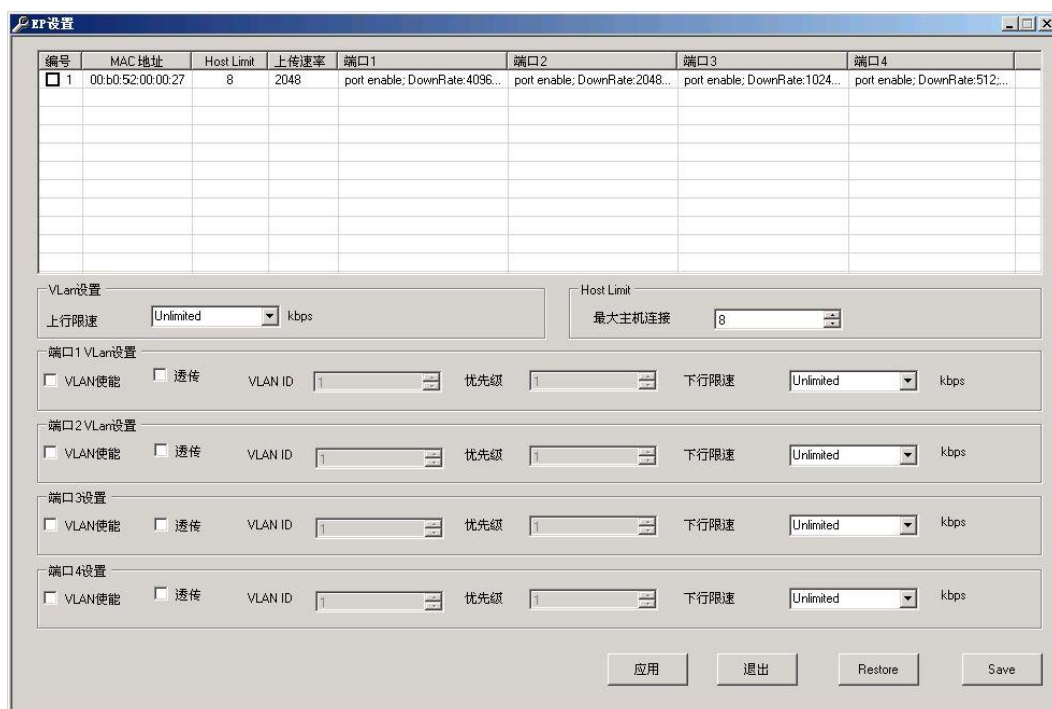 EP设置
编号 MAC 地址 Host Limit 上传速率 端口1 端口2 端口3 端口4
1 00:b0:52:00:00:27 8 2048 port enable; DownRate:4096... port enable; DownRate:2048... port enable; DownRate:1024... port enable; DownRate:512;...
VLan设置 Host Limit
上行限速 Unlimited kbps 最大主机连接 8
端口1 VLan设置
VLAN使能 透传 VLAN ID 1 优先级 1 下行限速 Unlimited kbps
端口2 VLan设置
VLAN使能 透传 VLAN ID 1 优先级 1 下行限速 Unlimited kbps
端口3设置
VLAN使能 透传 VLAN ID 1 优先级 1 下行限速 Unlimited kbps
端口4设置
VLAN使能 透传 VLAN ID 1 优先级 1 下行限速 Unlimited kbps
应用 退出 Restore Save